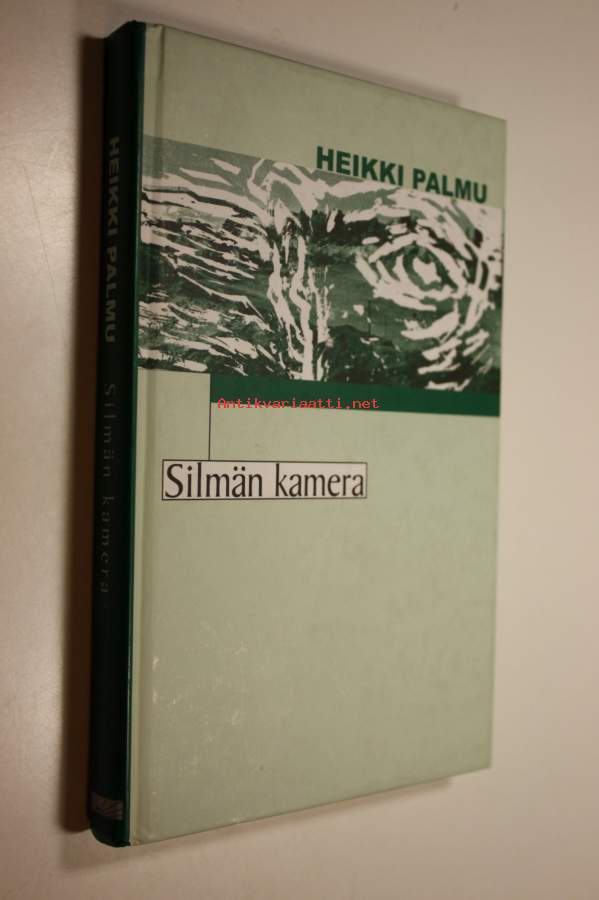 HEIKKI PALMU
Silmän kamera
HEIKKI PALMU Silmän kamera
Antikvariaatti.net